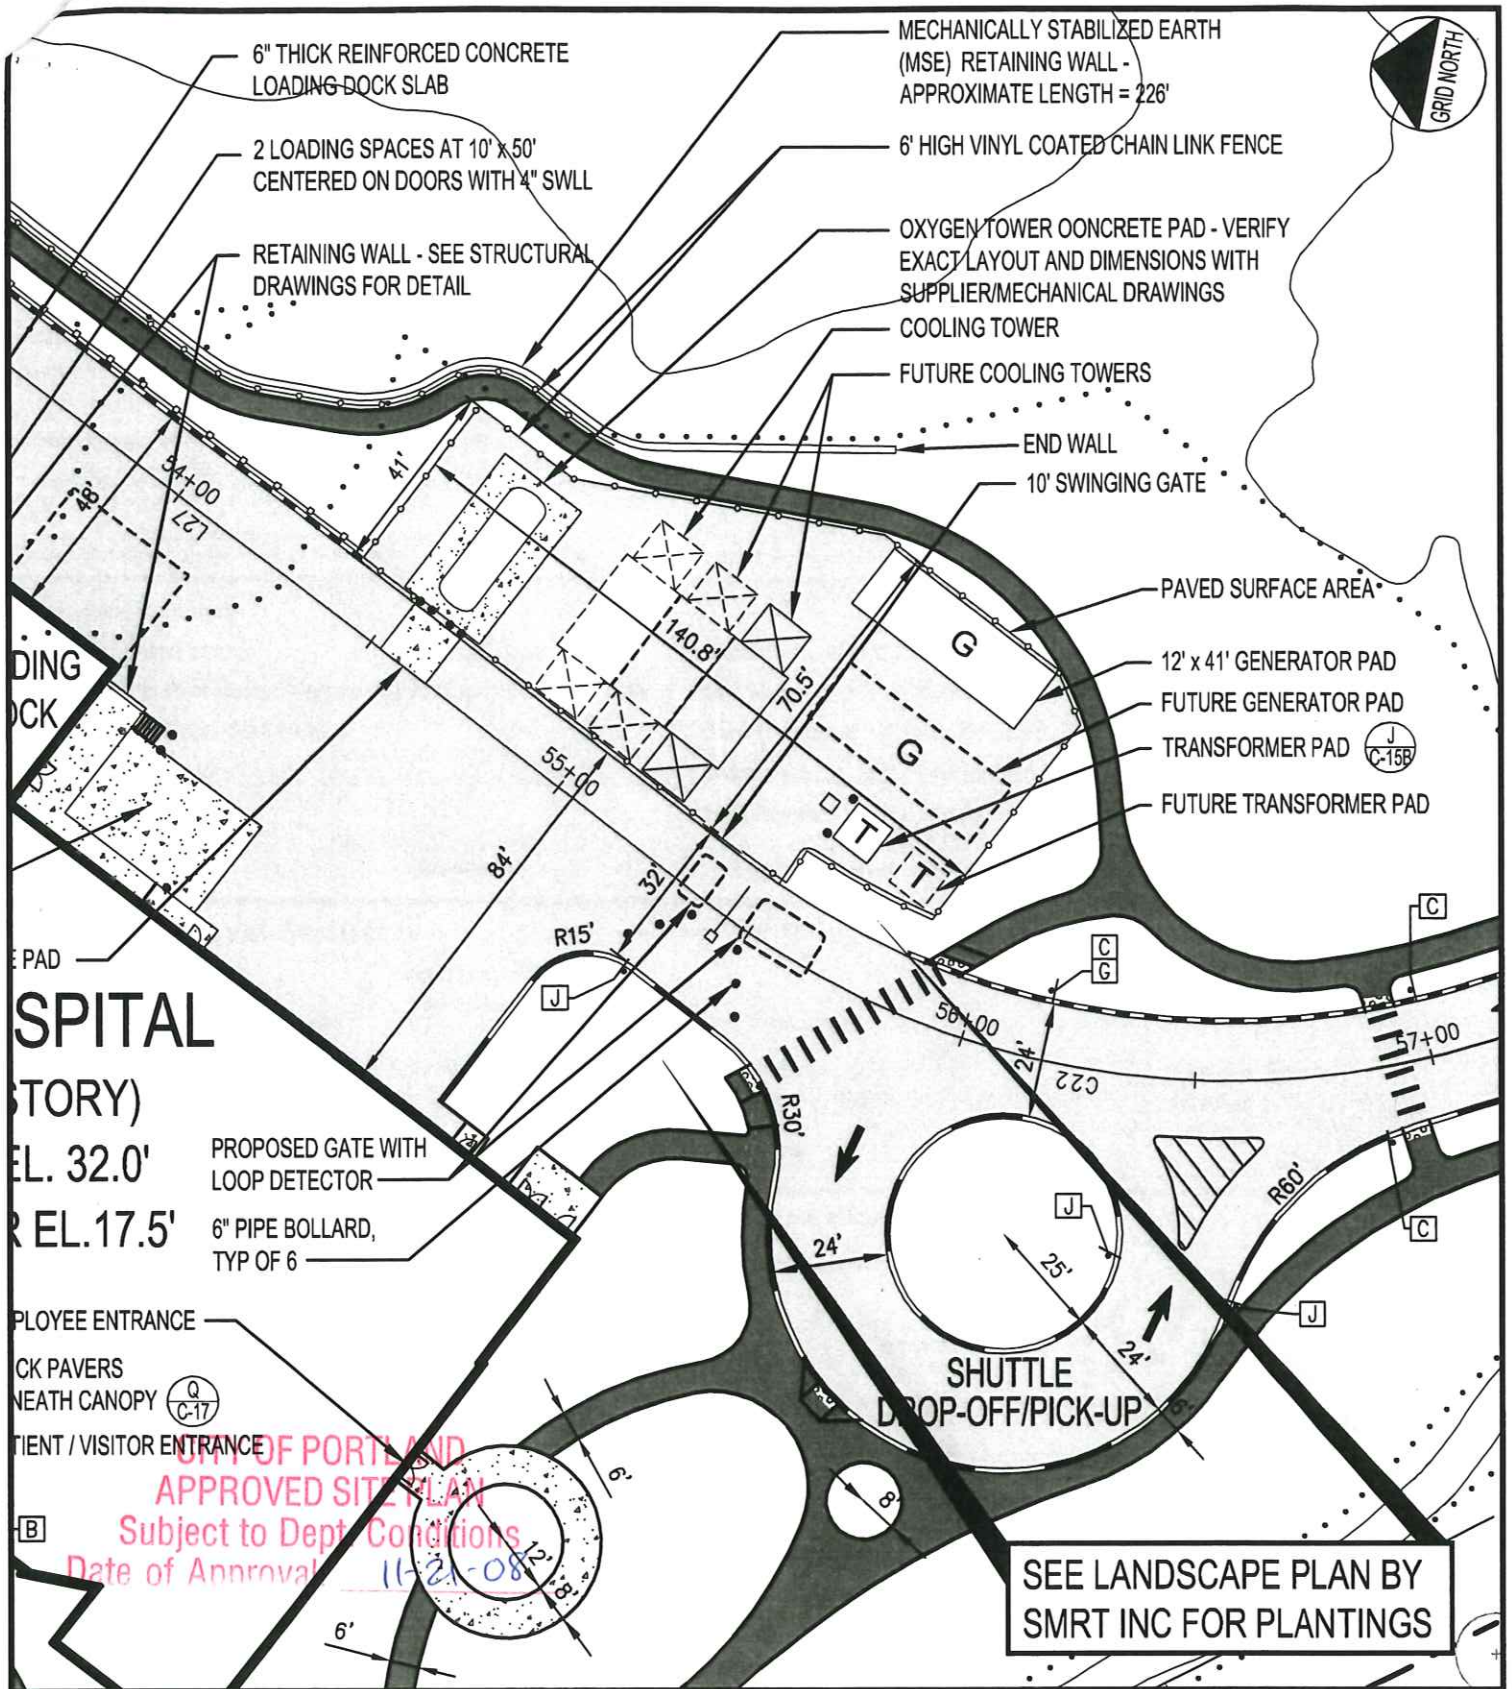 6" THICK REINFORCED CONCRETE
LOADING DOCK SLAB
2 LOADING SPACES AT 10' x 50'
CENTERED ON DOORS WITH 4" SWLL
RETAINING WALL - SEE STRUCTURAL
DRAWINGS FOR DETAIL
MECHANICALLY STABILIZED EARTH
(MSE) RETAINING WALL -
APPROXIMATE LENGTH = 226'
6' HIGH VINYL COATED CHAIN LINK FENCE
OXYGEN TOWER OONCRETE PAD - VERIFY
EXACT LAYOUT AND DIMENSIONS WITH
SUPPLIER/MECHANICAL DRAWINGS
COOLING TOWER
FUTURE COOLING TOWERS
END WALL
10' SWINGING GATE
PAVED SURFACE AREA
12' x 41' GENERATOR PAD
FUTURE GENERATOR PAD
TRANSFORMER PAD
J
C-15B
FUTURE TRANSFORMER PAD
GRID NORTH
41'
54+00
L27
48'
140.8'
70.5'
G
G
T
T
55+00
84'
32'
R15'
J
DING
OCK
E PAD
SPITAL
STORY)
EL. 32.0'
R EL.17.5'
PROPOSED GATE WITH
LOOP DETECTOR
6" PIPE BOLLARD,
TYP OF 6
C
C
G
56+00
57+00
24'
C22
R30'
24'
25'
24'
6'
R60'
J
C
J
SHUTTLE
DROP-OFF/PICK-UP
PLOYEE ENTRANCE
CK PAVERS
NEATH CANOPY
Q
C-17
TIENT / VISITOR ENTRANCE
B
CITY OF PORTLAND
APPROVED SITE PLAN
Subject to Dept. Conditions
Date of Approval 11-21-08
6'
12'
8'
6'
8'
SEE LANDSCAPE PLAN BY
SMRT INC FOR PLANTINGS